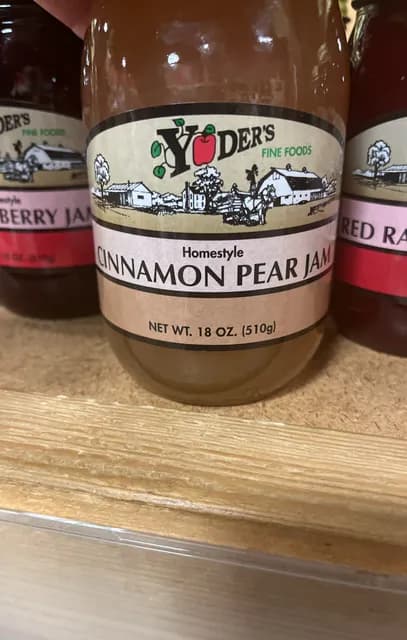 YODER'S
FINE FOODS
Homestyle
CINNAMON PEAR JAM
NET WT. 18 OZ. (510g)
DER'S
FINE FOODS
estyle
BERRY JA
RED RA